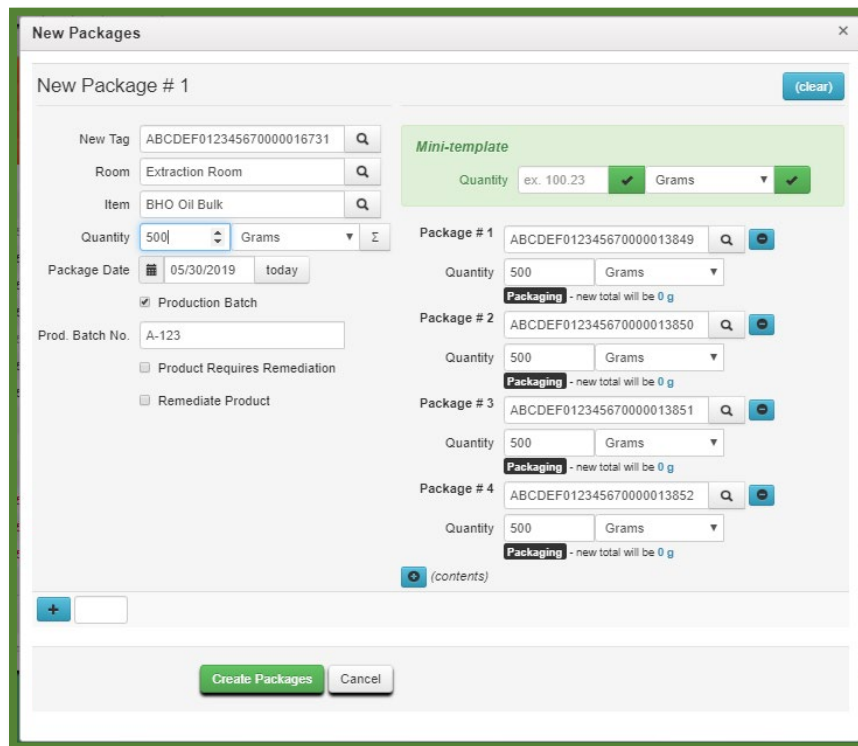 New Packages
×
New Package # 1
(clear)
New Tag ABCDEF012345670000016731
Room Extraction Room
Item BHO Oil Bulk
Quantity 500 Grams Σ
Package Date 05/30/2019 today
Production Batch
Prod. Batch No. A-123
Product Requires Remediation
Remediate Product
Mini-template
Quantity ex. 100.23 Grams
Package # 1 ABCDEF012345670000013849
Quantity 500 Grams
Packaging - new total will be 0 g
Package # 2 ABCDEF012345670000013850
Quantity 500 Grams
Packaging - new total will be 0 g
Package # 3 ABCDEF012345670000013851
Quantity 500 Grams
Packaging - new total will be 0 g
Package # 4 ABCDEF012345670000013852
Quantity 500 Grams
Packaging - new total will be 0 g
(contents)
Create Packages Cancel